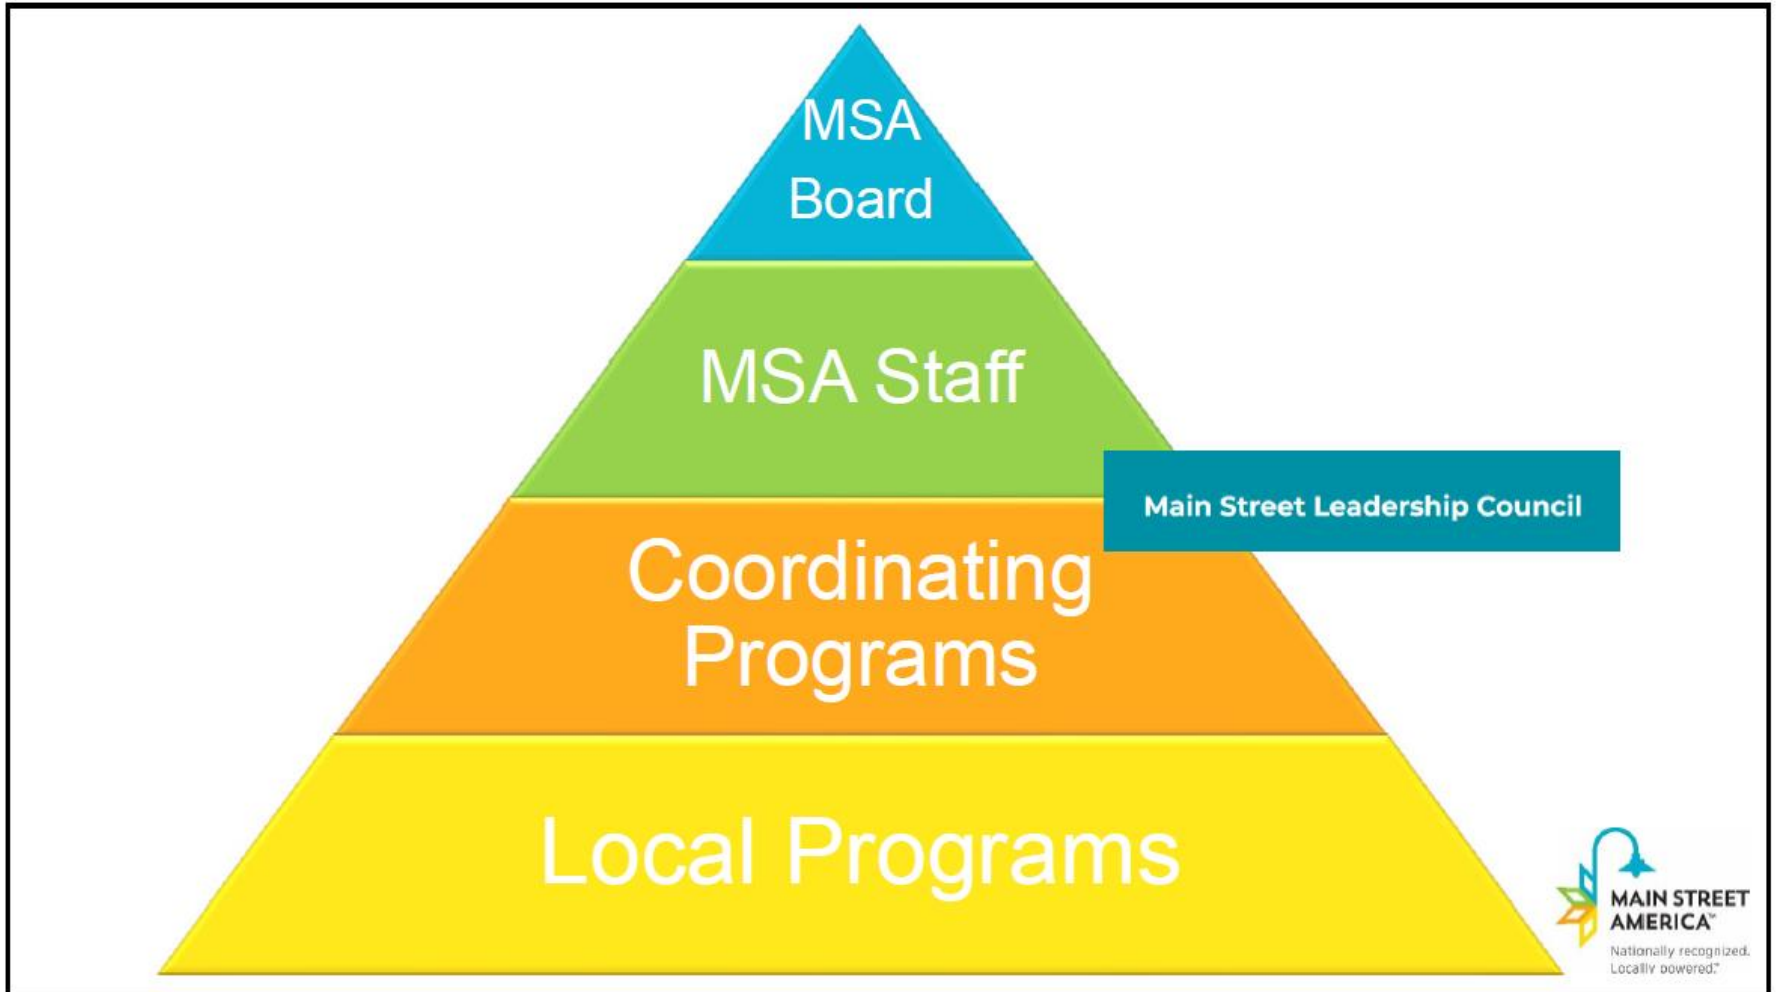 MSA
Board
MSA Staff
Main Street Leadership Council
Coordinating
Programs
Local Programs
MAIN STREET
AMERICA™
Nationally recognized.
Locally powered.™